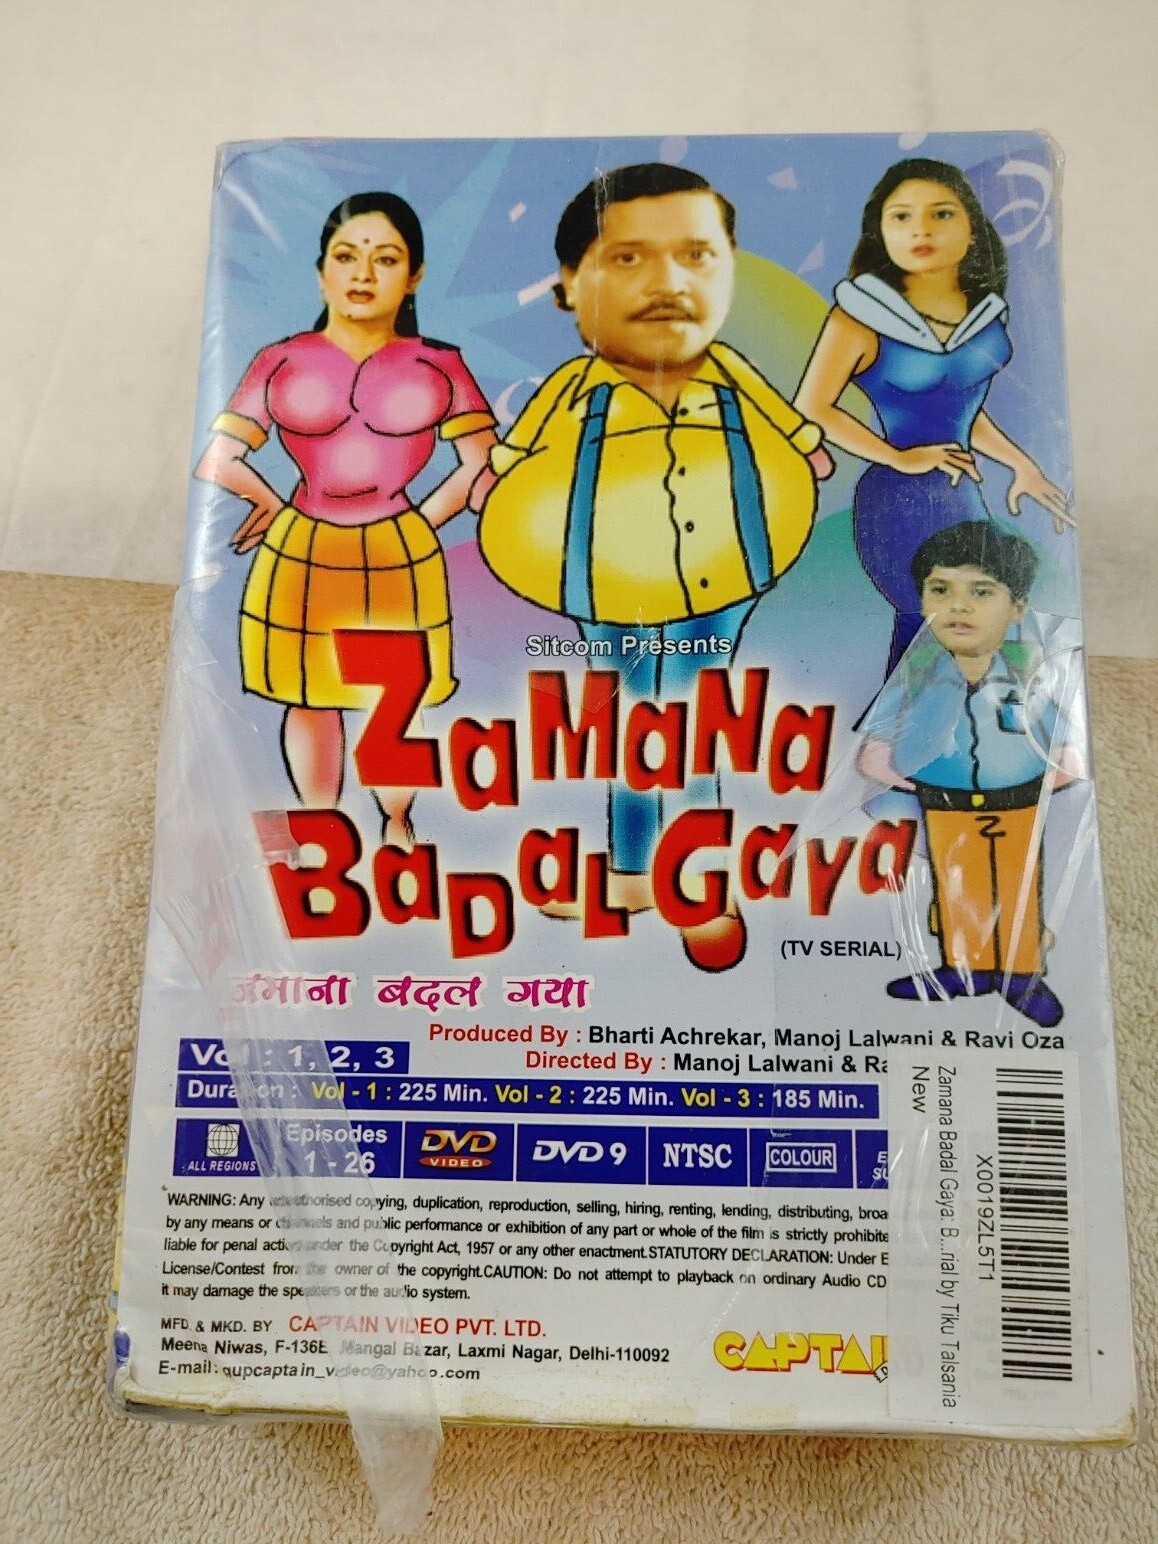 Sitcom Presents
ZaMaNa
BaDaL Gaya
(TV SERIAL)
जमाना बदल गया
Produced By : Bharti Achrekar, Manoj Lalwani & Ravi Oza
Directed By : Manoj Lalwani &
Vol : 1, 2, 3
Duration : Vol - 1 : 225 Min. Vol - 2 : 225 Min. Vol - 3 : 185 Min.
ALL REGIONS
Episodes
1 - 26
DVD
VIDEO
DVD 9
NTSC
COLOUR
WARNING: Any unauthorised copying, duplication, reproduction, selling, hiring, renting, lending, distributing,
by any means or channels and public performance or exhibition of any part or whole of the film is strictly
liable for penal action under the Copyright Act, 1957 or any other enactment.STATUTORY DECLARATION: Under
License/Contest from the owner of the copyright.CAUTION: Do not attempt to playback on ordinary Audio CD
it may damage the speakers or the audio system.
MFD. & MKD. BY CAPTAIN VIDEO PVT. LTD.
Meena Niwas, F-136E, Mangal Bazar, Laxmi Nagar, Delhi-110092
E-mail : gupcaptain_video@yahoo.com
CAPTAI
X0019ZL5T1
Zamana Badal Gaya: B...rial by Tiku Talsania
New